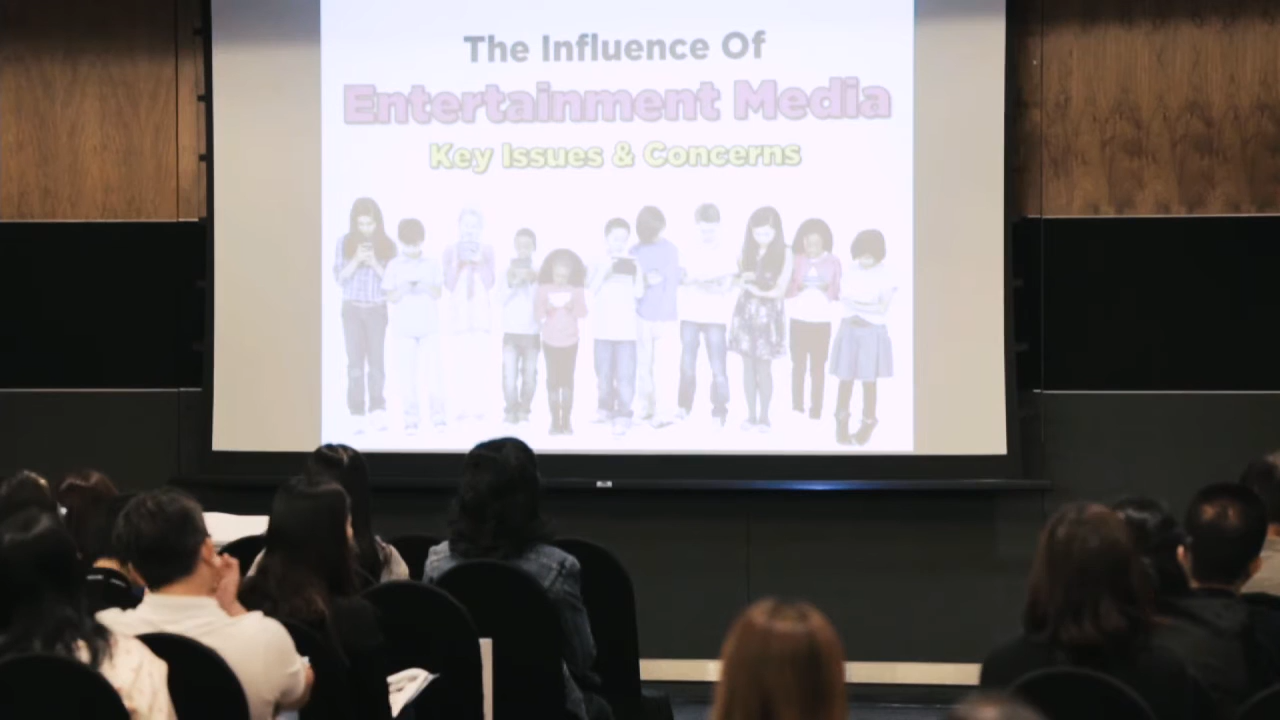 The Influence Of
Entertainment Media
Key Issues & Concerns